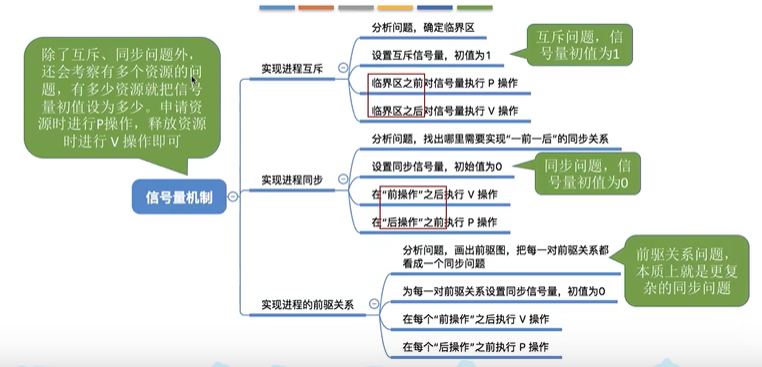 除了互斥、同步问题外，
还会考察有多个资源的问
题，有多少资源就把信号
量初值设为多少。申请资
源时进行P操作，释放资源
时进行 V 操作即可
信号量机制
实现进程互斥
分析问题，确定临界区
设置互斥信号量，初值为1
临界区之前对信号量执行 P 操作
临界区之后对信号量执行 V 操作
互斥问题，信
号量初值为1
实现进程同步
分析问题，找出哪里需要实现“一前一后”的同步关系
设置同步信号量，初始值为0
在“前操作”之后执行 V 操作
在“后操作”之前执行 P 操作
同步问题，信
号量初值为0
实现进程的前驱关系
分析问题，画出前驱图，把每一对前驱关系都
看成一个同步问题
为每一对前驱关系设置同步信号量，初值为0
在每个“前操作”之后执行 V 操作
在每个“后操作”之前执行 P 操作
前驱关系问题，
本质上就是更复
杂的同步问题